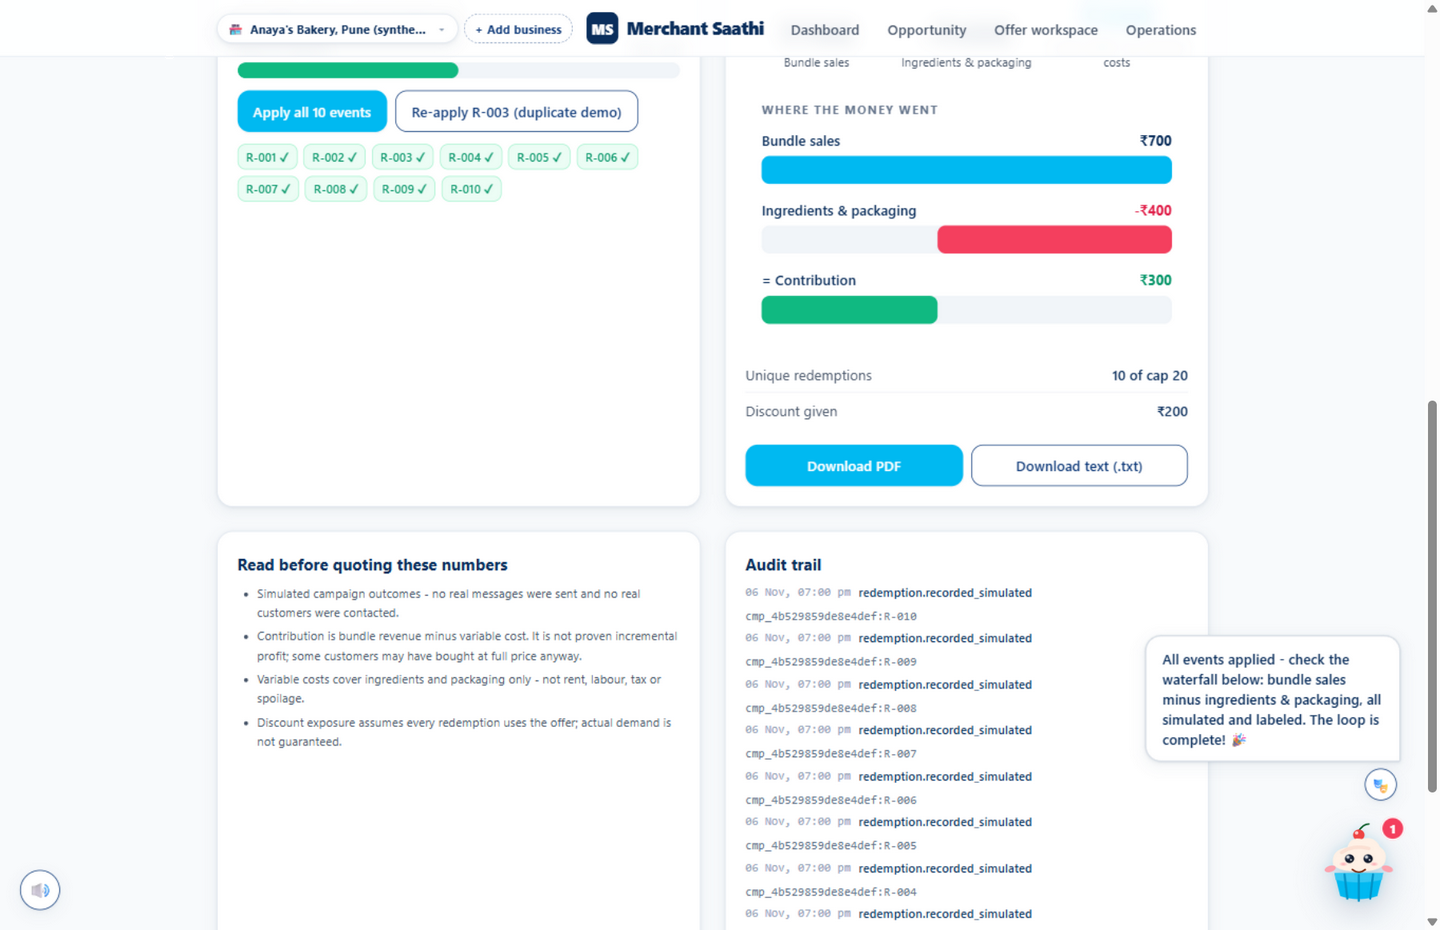 Anaya's Bakery, Pune (synthe...
+ Add business
MS Merchant Saathi
Dashboard
Opportunity
Offer workspace
Operations
Apply all 10 events
Re-apply R-003 (duplicate demo)
R-001 ✓
R-002 ✓
R-003 ✓
R-004 ✓
R-005 ✓
R-006 ✓
R-007 ✓
R-008 ✓
R-009 ✓
R-010 ✓
Bundle sales
Ingredients & packaging
costs
WHERE THE MONEY WENT
Bundle sales ₹700
Ingredients & packaging -₹400
= Contribution ₹300
Unique redemptions 10 of cap 20
Discount given ₹200
Download PDF
Download text (.txt)
Read before quoting these numbers
• Simulated campaign outcomes - no real messages were sent and no real
customers were contacted.
• Contribution is bundle revenue minus variable cost. It is not proven incremental
profit; some customers may have bought at full price anyway.
• Variable costs cover ingredients and packaging only - not rent, labour, tax or
spoilage.
• Discount exposure assumes every redemption uses the offer; actual demand is
not guaranteed.
Audit trail
06 Nov, 07:00 pm redemption.recorded_simulated
cmp_4b529859de8e4def:R-010
06 Nov, 07:00 pm redemption.recorded_simulated
cmp_4b529859de8e4def:R-009
06 Nov, 07:00 pm redemption.recorded_simulated
cmp_4b529859de8e4def:R-008
06 Nov, 07:00 pm redemption.recorded_simulated
cmp_4b529859de8e4def:R-007
06 Nov, 07:00 pm redemption.recorded_simulated
cmp_4b529859de8e4def:R-006
06 Nov, 07:00 pm redemption.recorded_simulated
cmp_4b529859de8e4def:R-005
06 Nov, 07:00 pm redemption.recorded_simulated
cmp_4b529859de8e4def:R-004
06 Nov, 07:00 pm redemption.recorded_simulated
All events applied - check the
waterfall below: bundle sales
minus ingredients & packaging, all
simulated and labeled. The loop is
complete! 🎉
1